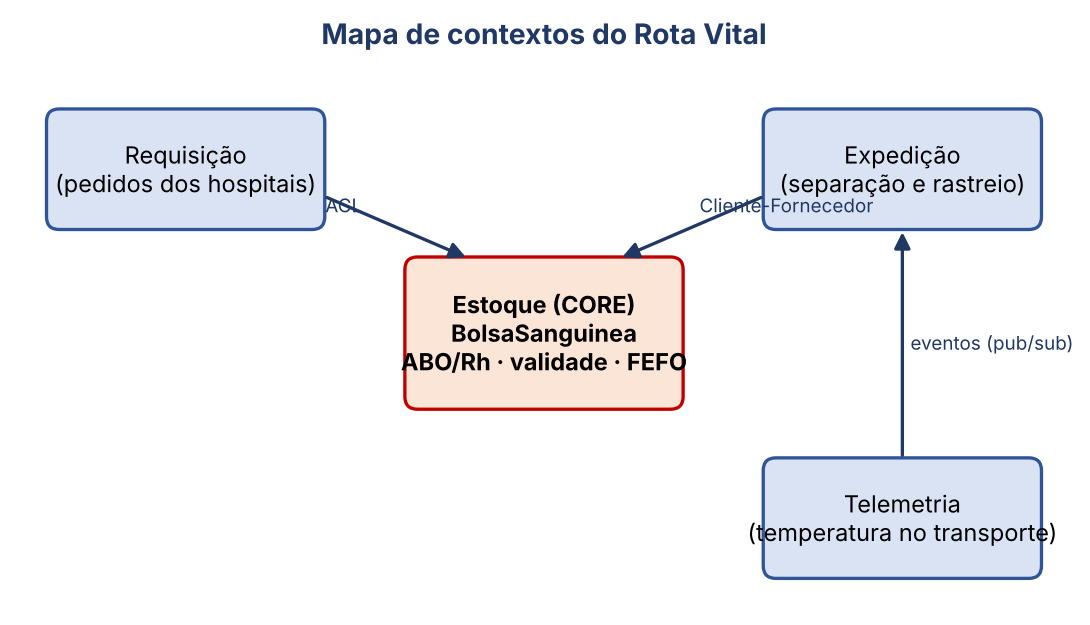 Mapa de contextos do Rota Vital
Requisição
(pedidos dos hospitais)
Expedição
(separação e rastreio)
ACL
Cliente-Fornecedor
Estoque (CORE)
BolsaSanguinea
ABO/Rh · validade · FEFO
eventos (pub/sub)
Telemetria
(temperatura no transporte)